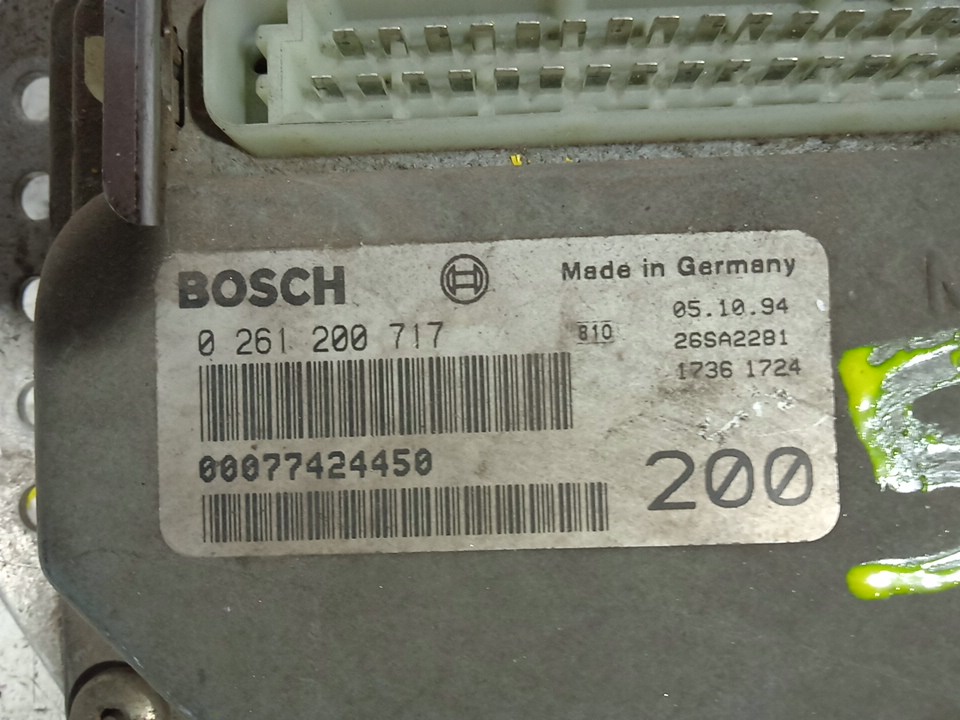 BOSCH
Made in Germany
0 261 200 717
810
05.10.94
26SA2281
1736 1724
00077424450
200